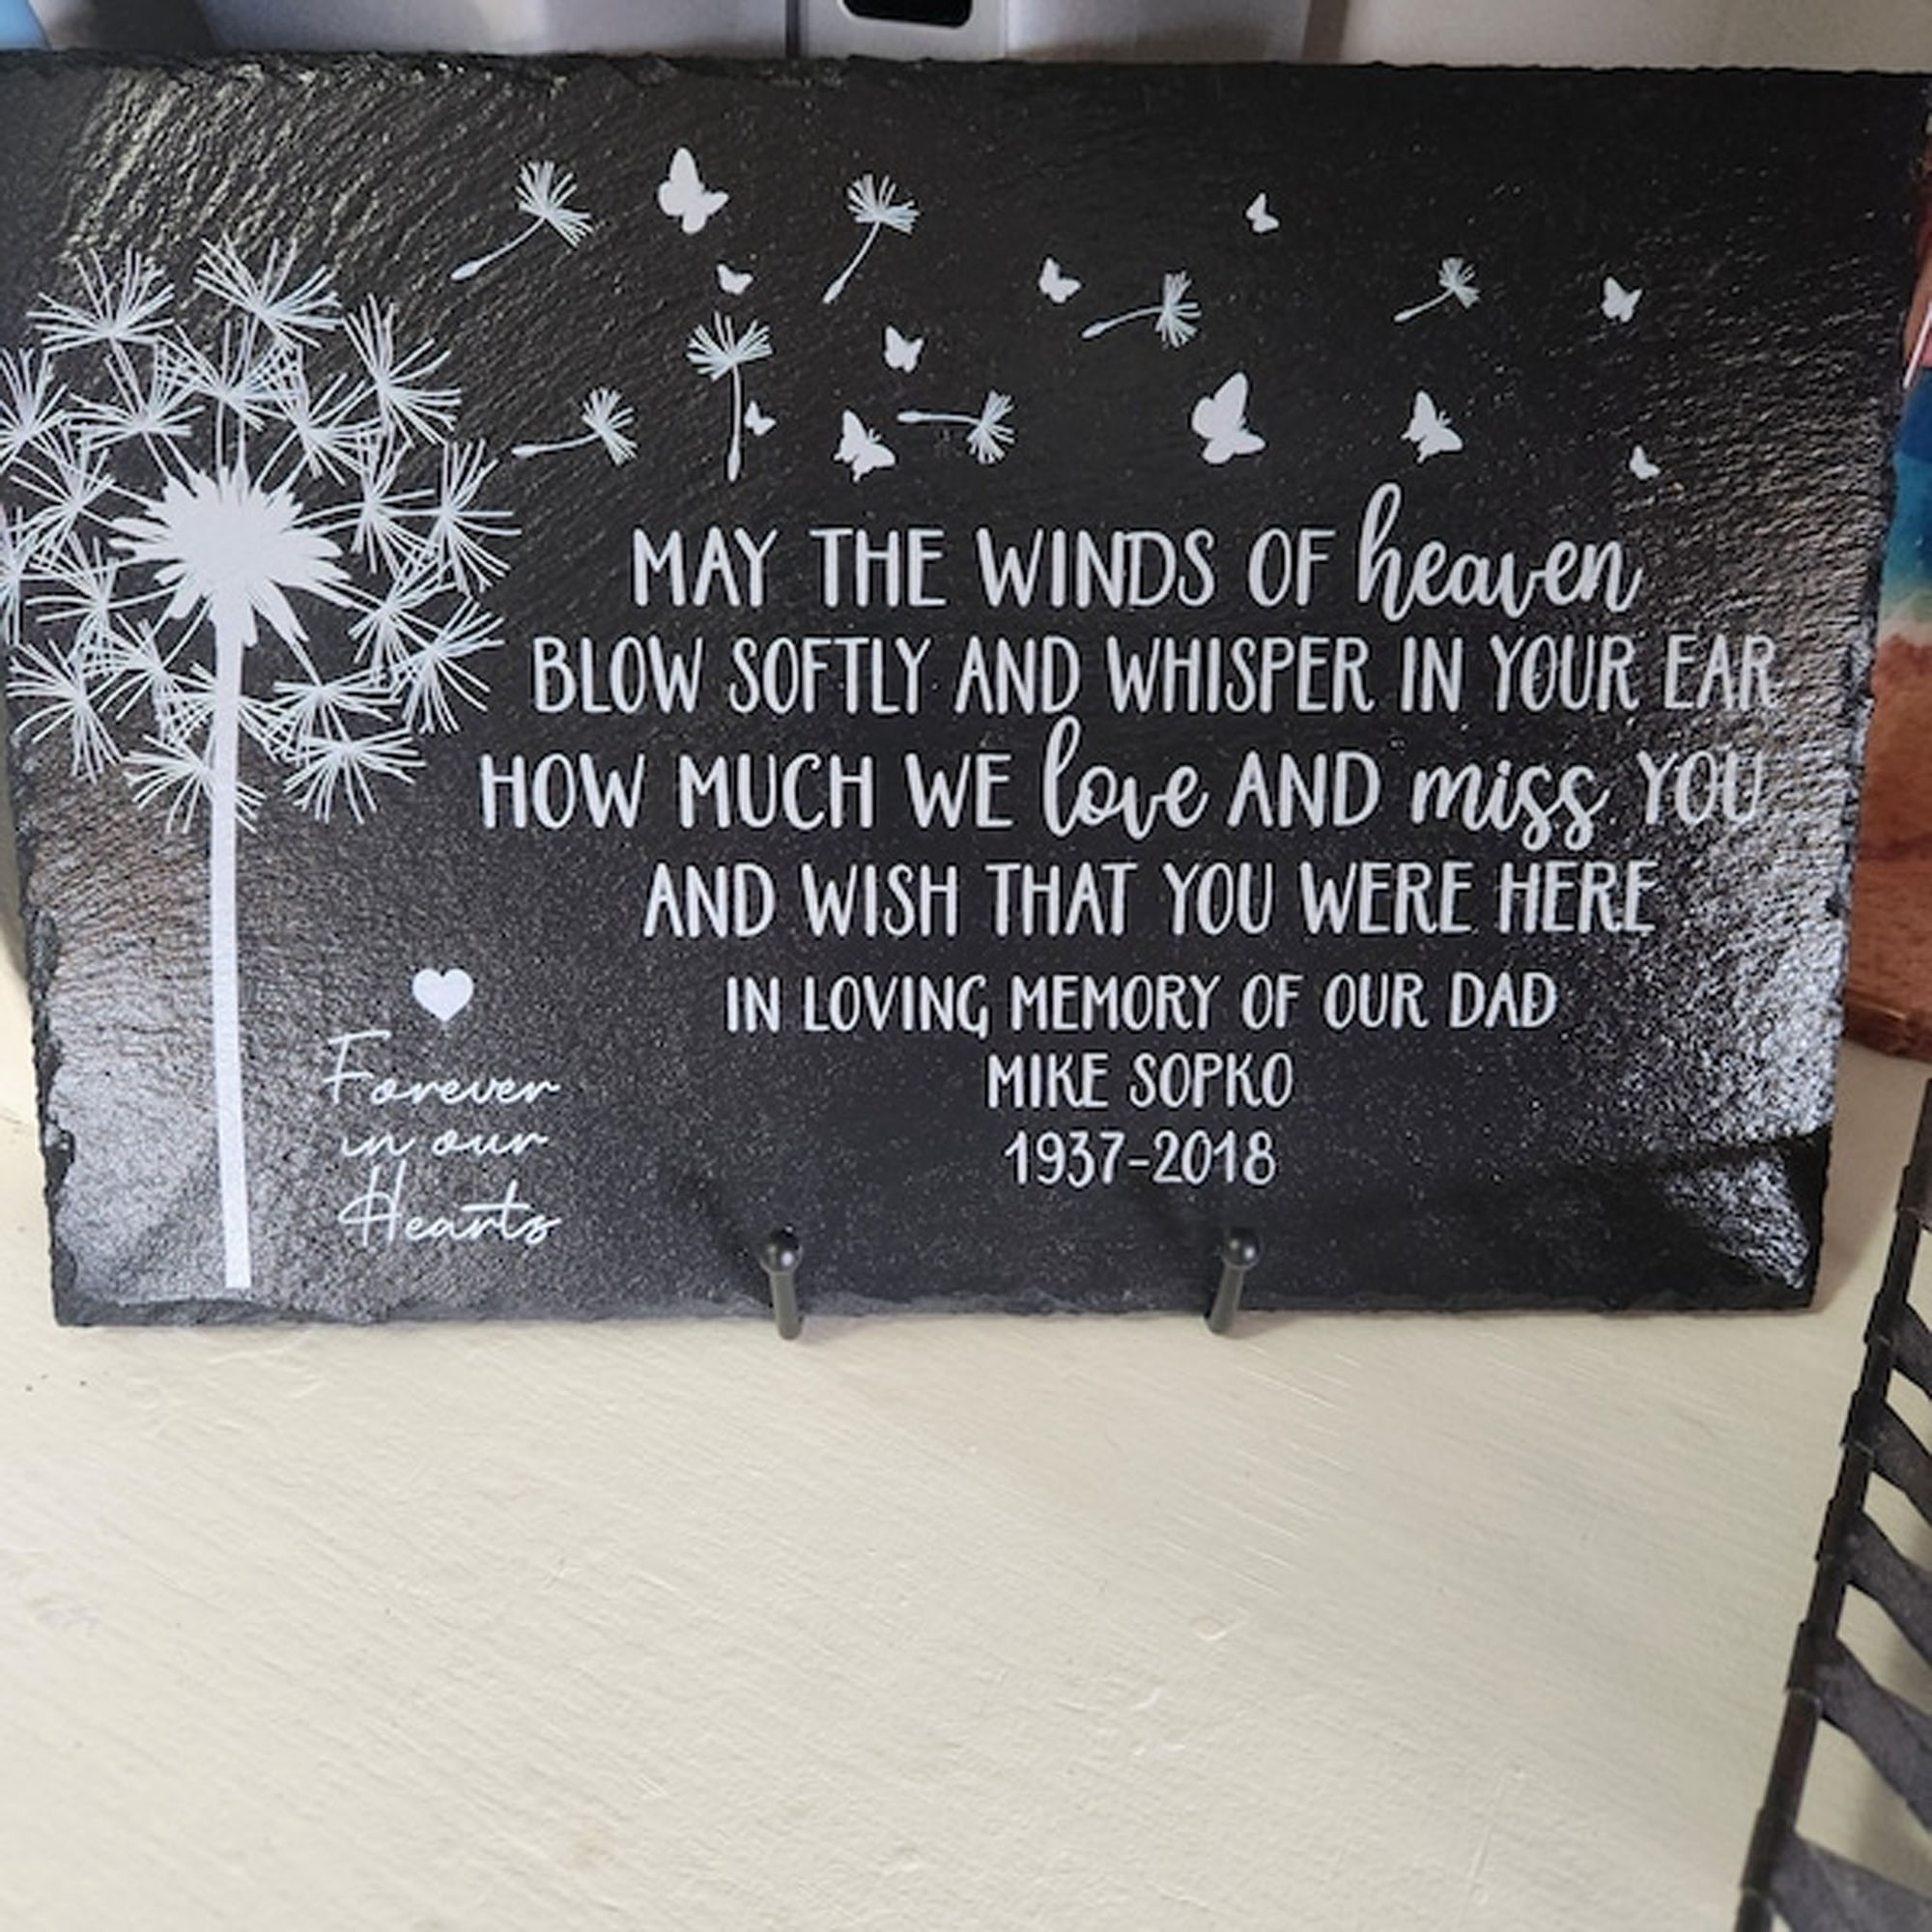 MAY THE WINDS OF heaven
BLOW SOFTLY AND WHISPER IN YOUR EAR
HOW MUCH WE love AND miss YOU
AND WISH THAT YOU WERE HERE
IN LOVING MEMORY OF OUR DAD
MIKE SOPKO
1937-2018
Forever
in our
Hearts